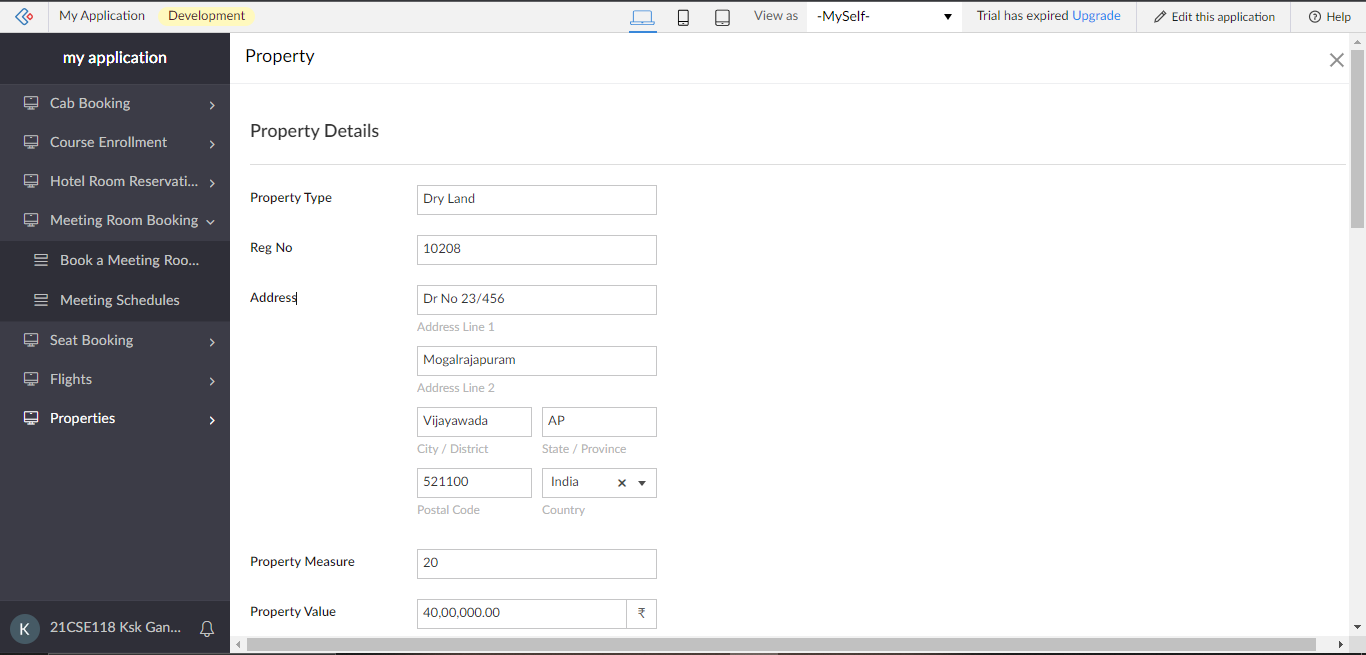 My Application Development View as -MySelf- Trial has expired Upgrade Edit this application Help
my application
Cab Booking
Course Enrollment
Hotel Room Reservati...
Meeting Room Booking
Book a Meeting Roo...
Meeting Schedules
Seat Booking
Flights
Properties
K 21CSE118 Ksk Gan...
Property
Property Details
Property Type Dry Land
Reg No 10208
Address Dr No 23/456
Address Line 1
Mogalrajapuram
Address Line 2
Vijayawada AP
City / District State / Province
521100 India
Postal Code Country
Property Measure 20
Property Value 40,00,000.00 ₹